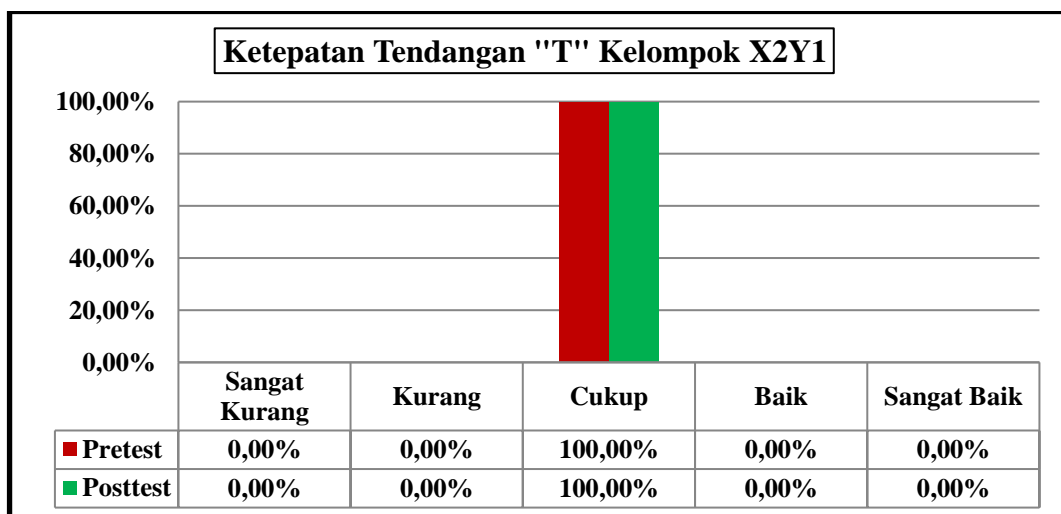 Ketepatan Tendangan "T" Kelompok X2Y1
100,00%
80,00%
60,00%
40,00%
20,00%
0,00%
Sangat Kurang Kurang Cukup Baik Sangat Baik
Pretest 0,00% 0,00% 100,00% 0,00% 0,00%
Posttest 0,00% 0,00% 100,00% 0,00% 0,00%